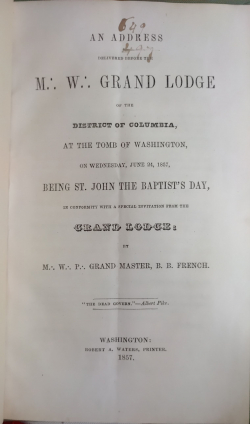 AN ADDRESS
DELIVERED BEFORE THE
M∴ W∴ GRAND LODGE
OF THE
DISTRICT OF COLUMBIA,
AT THE TOMB OF WASHINGTON,
ON WEDNESDAY, JUNE 24, 1857,
BEING ST. JOHN THE BAPTIST'S DAY,
IN CONFORMITY WITH A SPECIAL INVITATION FROM THE
GRAND LODGE:
BY
M∴ W∴ P∴ GRAND MASTER, B. B. FRENCH.
"THE DEAD GOVERN."—Albert Pike.
WASHINGTON:
ROBERT A. WATERS, PRINTER.
1857.